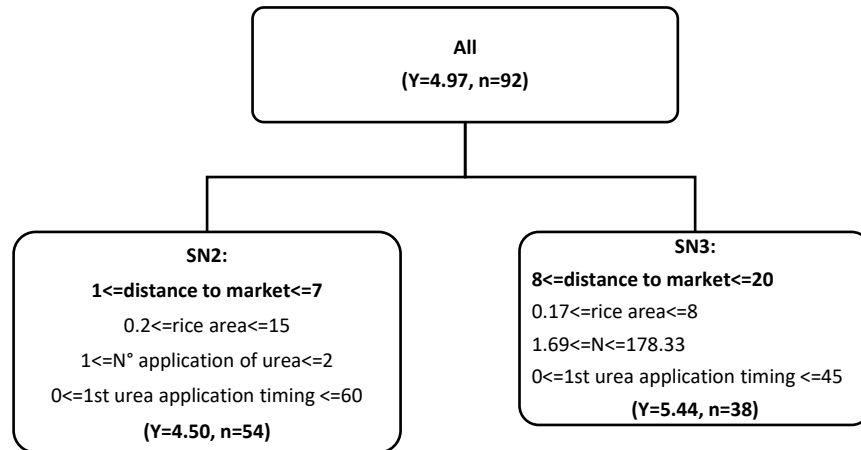 All
(Y=4.97, n=92)
SN2:
1<=distance to market<=7
0.2<=rice area<=15
1<=N° application of urea<=2
0<=1st urea application timing <=60
(Y=4.50, n=54)
SN3:
8<=distance to market<=20
0.17<=rice area<=8
1.69<=N<=178.33
0<=1st urea application timing <=45
(Y=5.44, n=38)